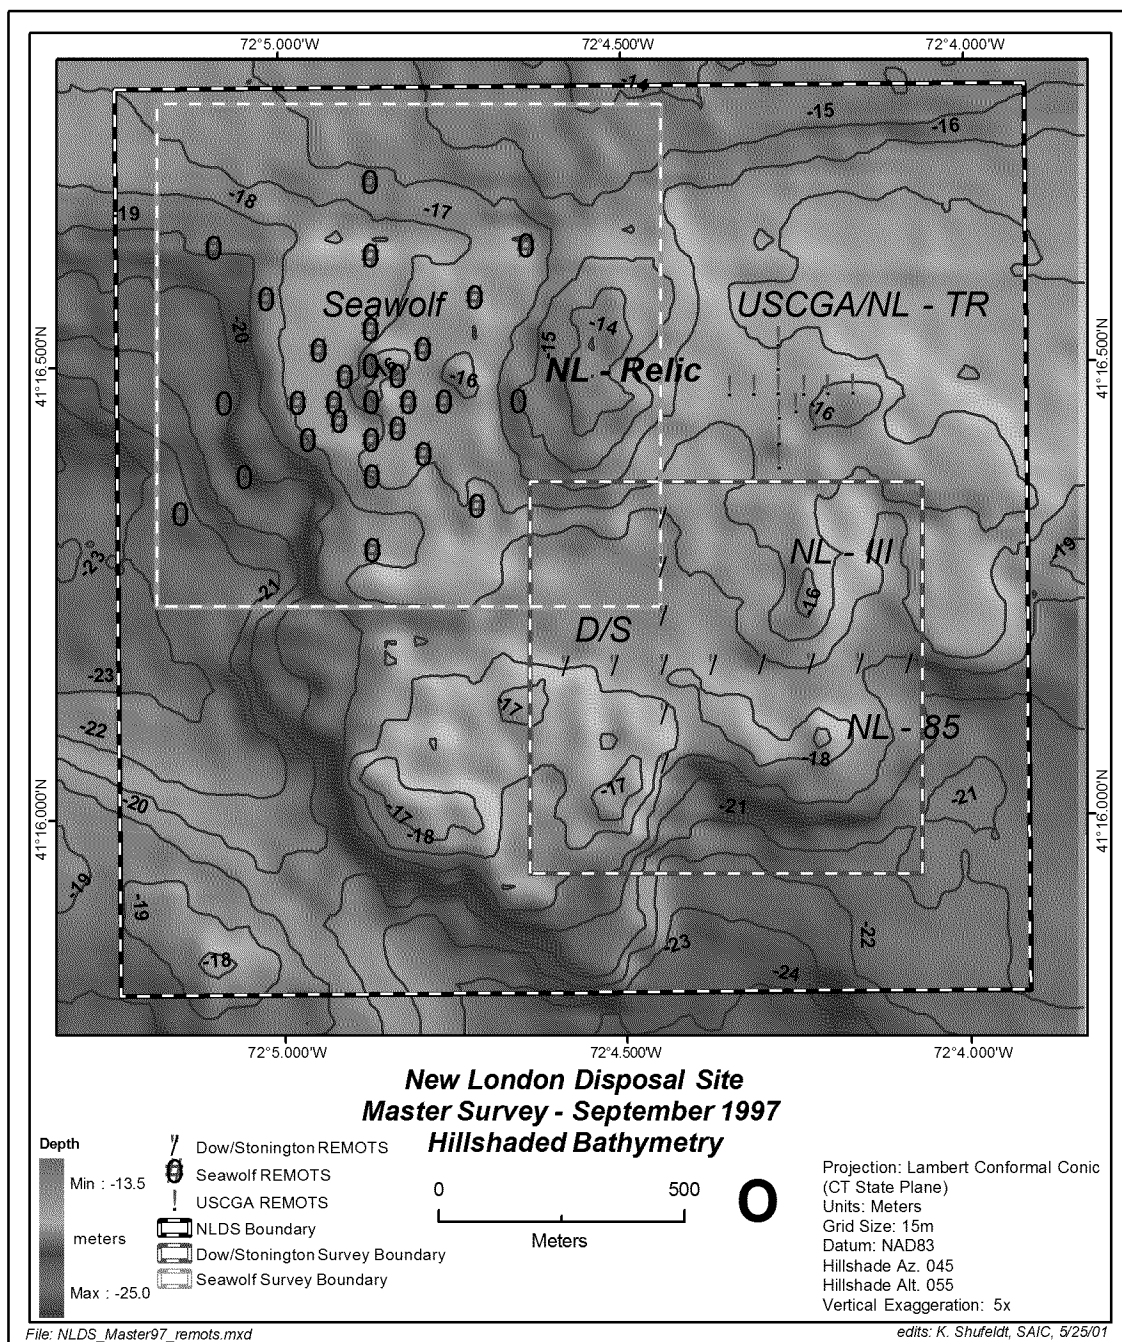 72°5.000'W 72°4.500'W 72°4.000'W
-14
-15
-16
-18
-17
-19
Seawolf
USCGA/NL - TR
-20
-14
-15
41°16.500'N
41°16.500'N
-16
-16
NL - Relic
-16
-23
NL - III
-19
-21
-16
D/S
-23
-17
-22
NL - 85
-18
-17
-21
-20
-17
-21
-18
41°16.000'N
41°16.000'N
-19
-19
-22
-23
-18
-24
72°5.000'W 72°4.500'W 72°4.000'W
New London Disposal Site
Master Survey - September 1997
Hillshaded Bathymetry
Depth
Min : -13.5
meters
Max : -25.0
Dow/Stonington REMOTS
Seawolf REMOTS
USCGA REMOTS
NLDS Boundary
Dow/Stonington Survey Boundary
Seawolf Survey Boundary
0 500
Meters
O
Projection: Lambert Conformal Conic
(CT State Plane)
Units: Meters
Grid Size: 15m
Datum: NAD83
Hillshade Az. 045
Hillshade Alt. 055
Vertical Exaggeration: 5x
File: NLDS_Master97_remots.mxd
edits: K. Shufeldt, SAIC, 5/25/01